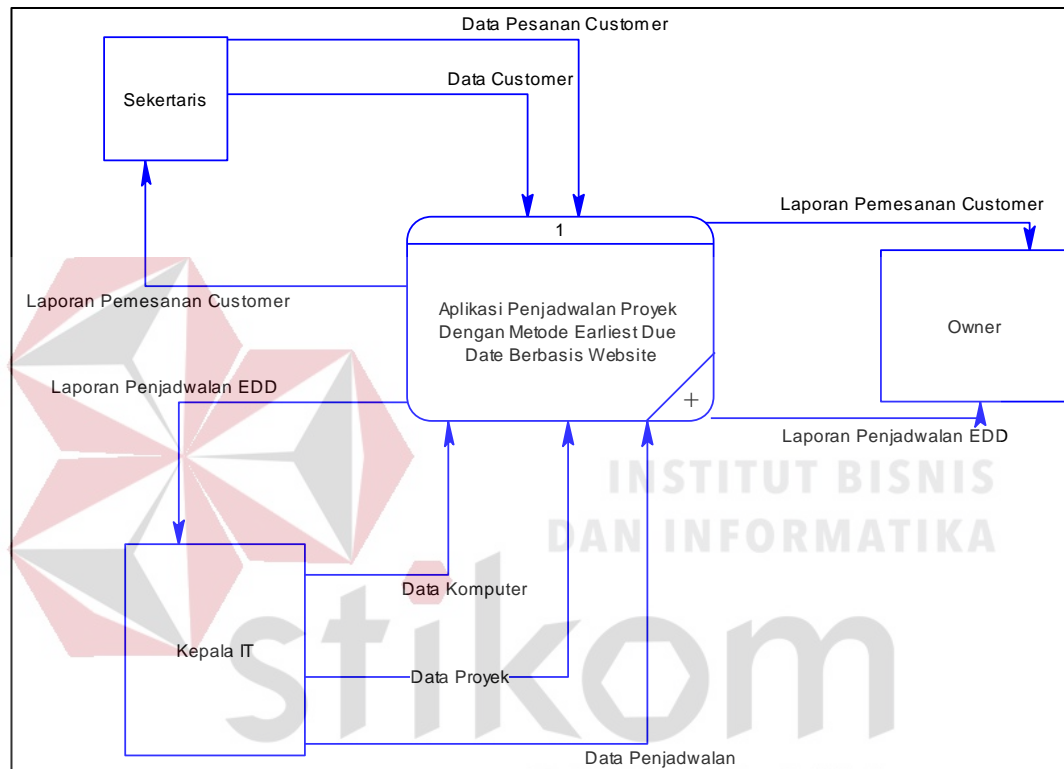 Data Pesanan Customer
Data Customer
Sekertaris
Laporan Pemesanan Customer
1
Laporan Pemesanan Customer
Aplikasi Penjadwalan Proyek
Dengan Metode Earliest Due
Date Berbasis Website
Owner
Laporan Penjadwalan EDD
+
Laporan Penjadwalan EDD
INSTITUT BISNIS
DAN INFORMATIKA
Data Komputer
Kepala IT
stikom
Data Proyek
Data Penjadwalan